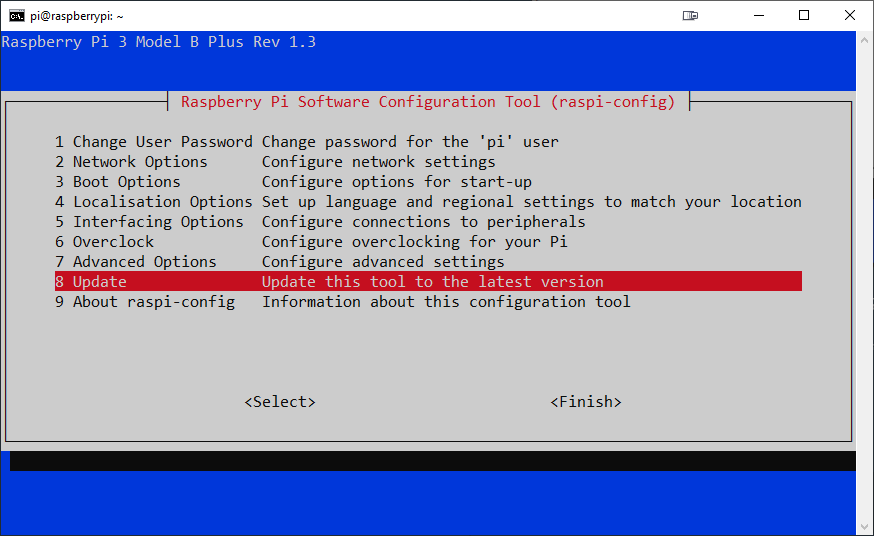 pi@raspberrypi: ~
Raspberry Pi 3 Model B Plus Rev 1.3
Raspberry Pi Software Configuration Tool (raspi-config)
1 Change User Password Change password for the 'pi' user
2 Network Options Configure network settings
3 Boot Options Configure options for start-up
4 Localisation Options Set up language and regional settings to match your location
5 Interfacing Options Configure connections to peripherals
6 Overclock Configure overclocking for your Pi
7 Advanced Options Configure advanced settings
8 Update Update this tool to the latest version
9 About raspi-config Information about this configuration tool
<Select> <Finish>